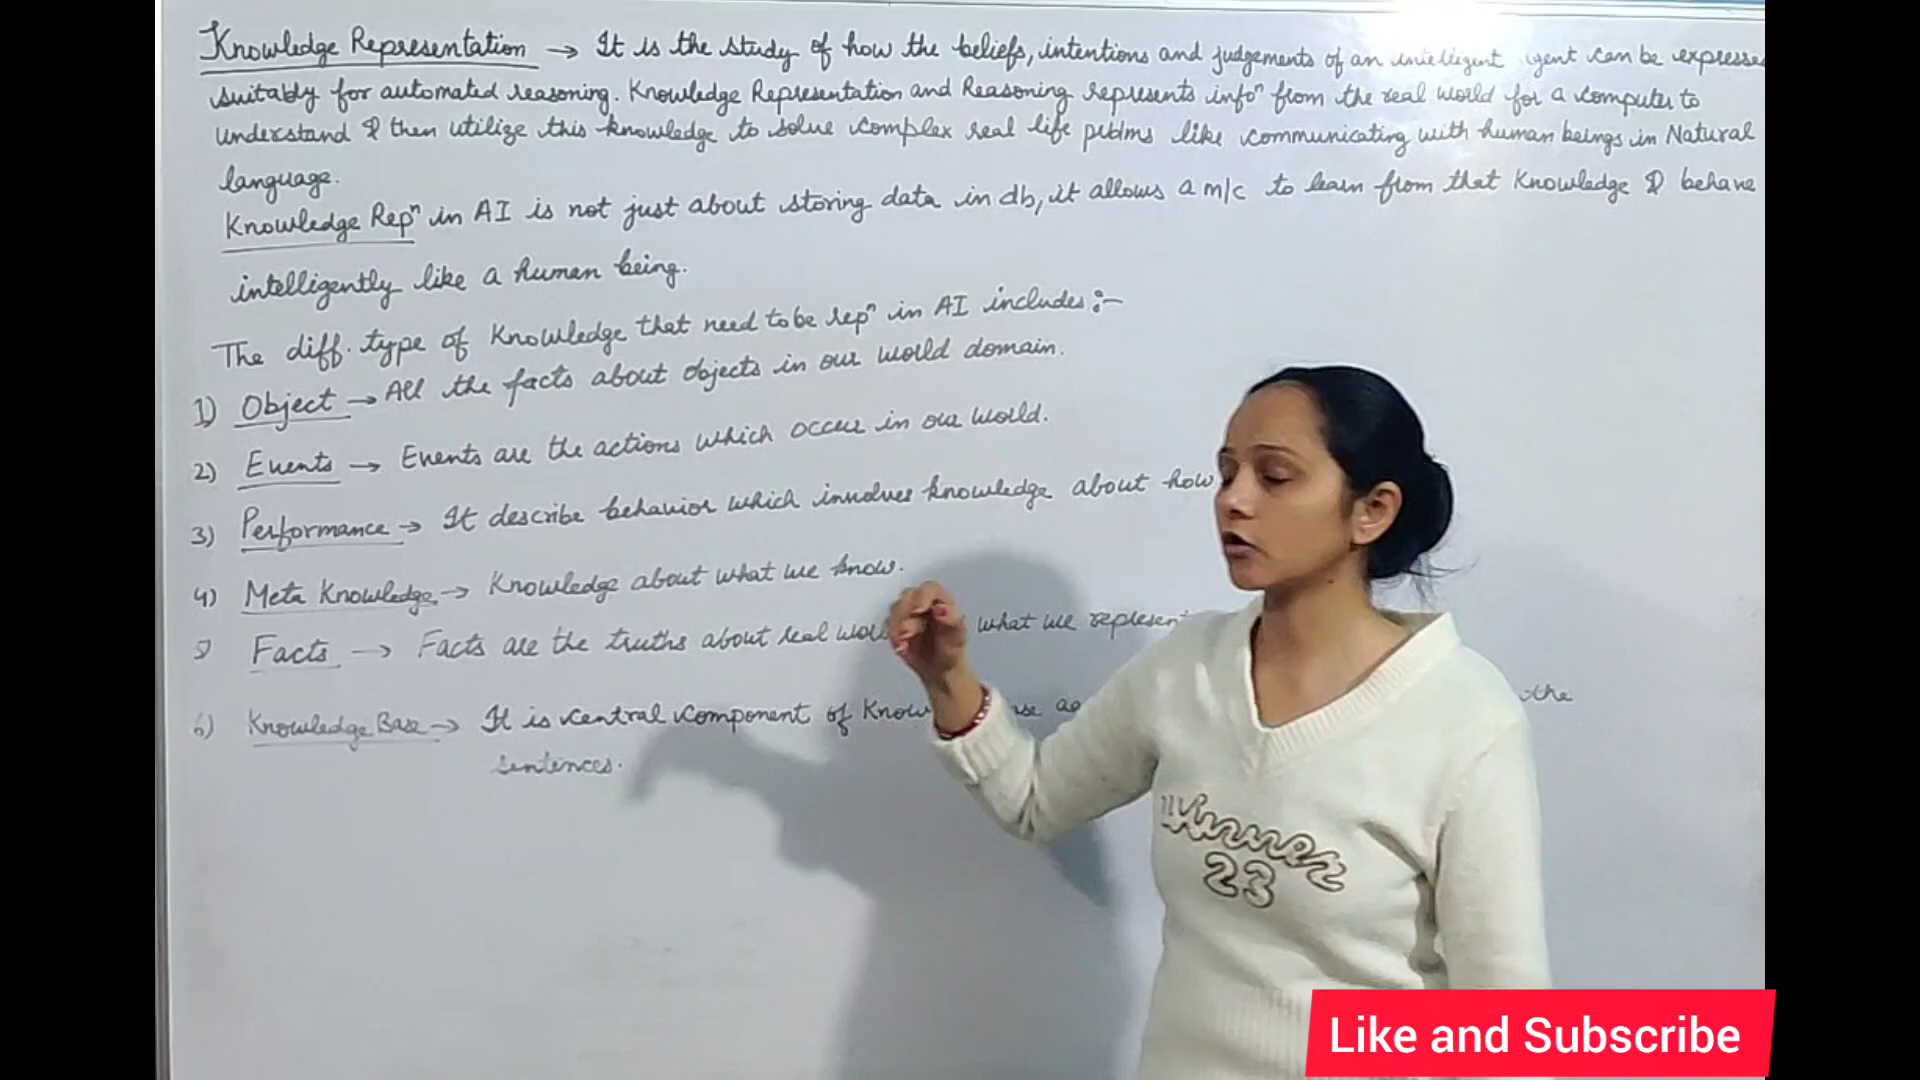 Knowledge Representation → It is the study of how the beliefs, intentions and judgements of an intelligent agent can be expresse
suitably for automated reasoning. Knowledge Representation and Reasoning represents infoⁿ from the real world for a computer to
understand & then utilize this knowledge to solve complex real life pblms like communicating with human beings in Natural
language.
Knowledge Repⁿ in AI is not just about storing data in db, it allows a m/c to learn from that Knowledge & behave
intelligently like a human being.
The diff. type of Knowledge that need to be repⁿ in AI includes :-
1) Object → All the facts about objects in our world domain.
2) Events → Events are the actions which occur in our world.
3) Performance → It describe behavior which involves knowledge about how
4) Meta Knowledge → Knowledge about what we know.
5) Facts → Facts are the truths about real what we represent
6) Knowledge Base → It is central component of the
sentences.
Winner
23
Like and Subscribe